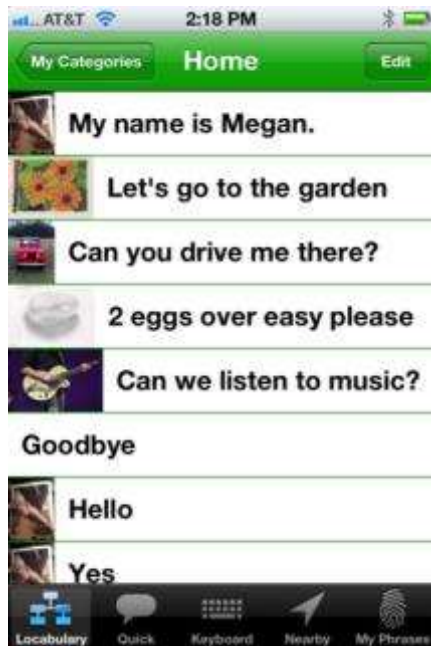 AT&T 2:18 PM
My Categories Home Edit
My name is Megan.
Let's go to the garden
Can you drive me there?
2 eggs over easy please
Can we listen to music?
Goodbye
Hello
Yes
Locabulary Quick Keyboard Nearby My Phrases